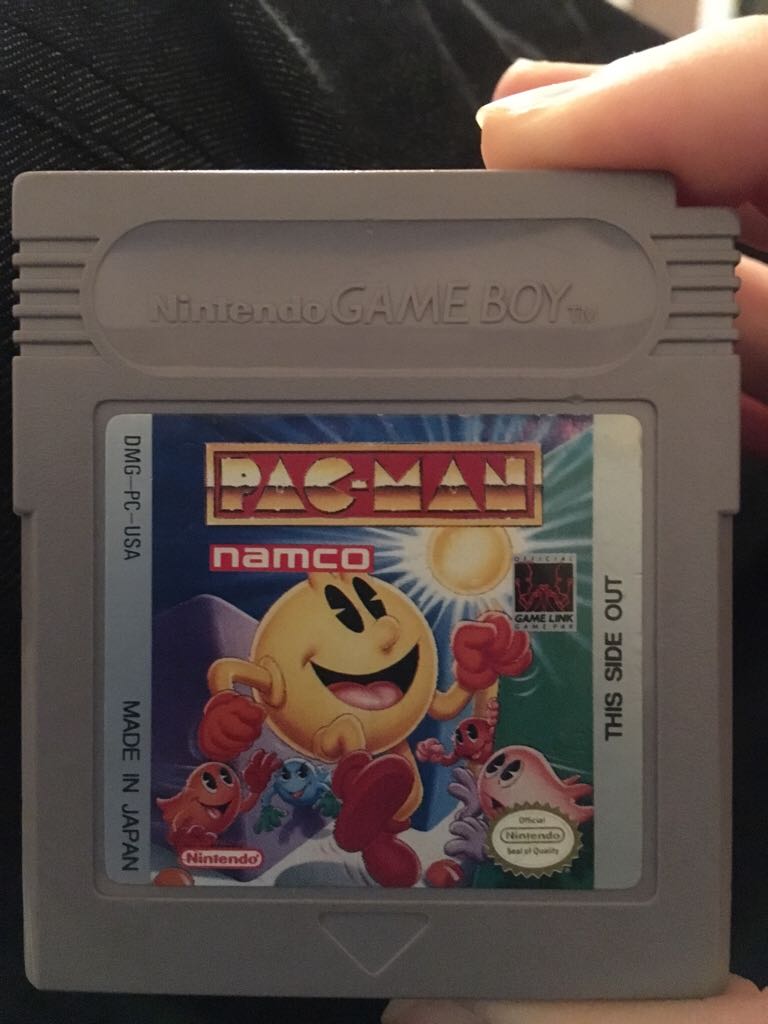 Nintendo GAME BOY TM
PAC-MAN
namco
OFFICIAL
GAME LINK
GAME PAK
DMG-PC-USA
MADE IN JAPAN
THIS SIDE OUT
Nintendo®
Official
Nintendo
Seal of Quality